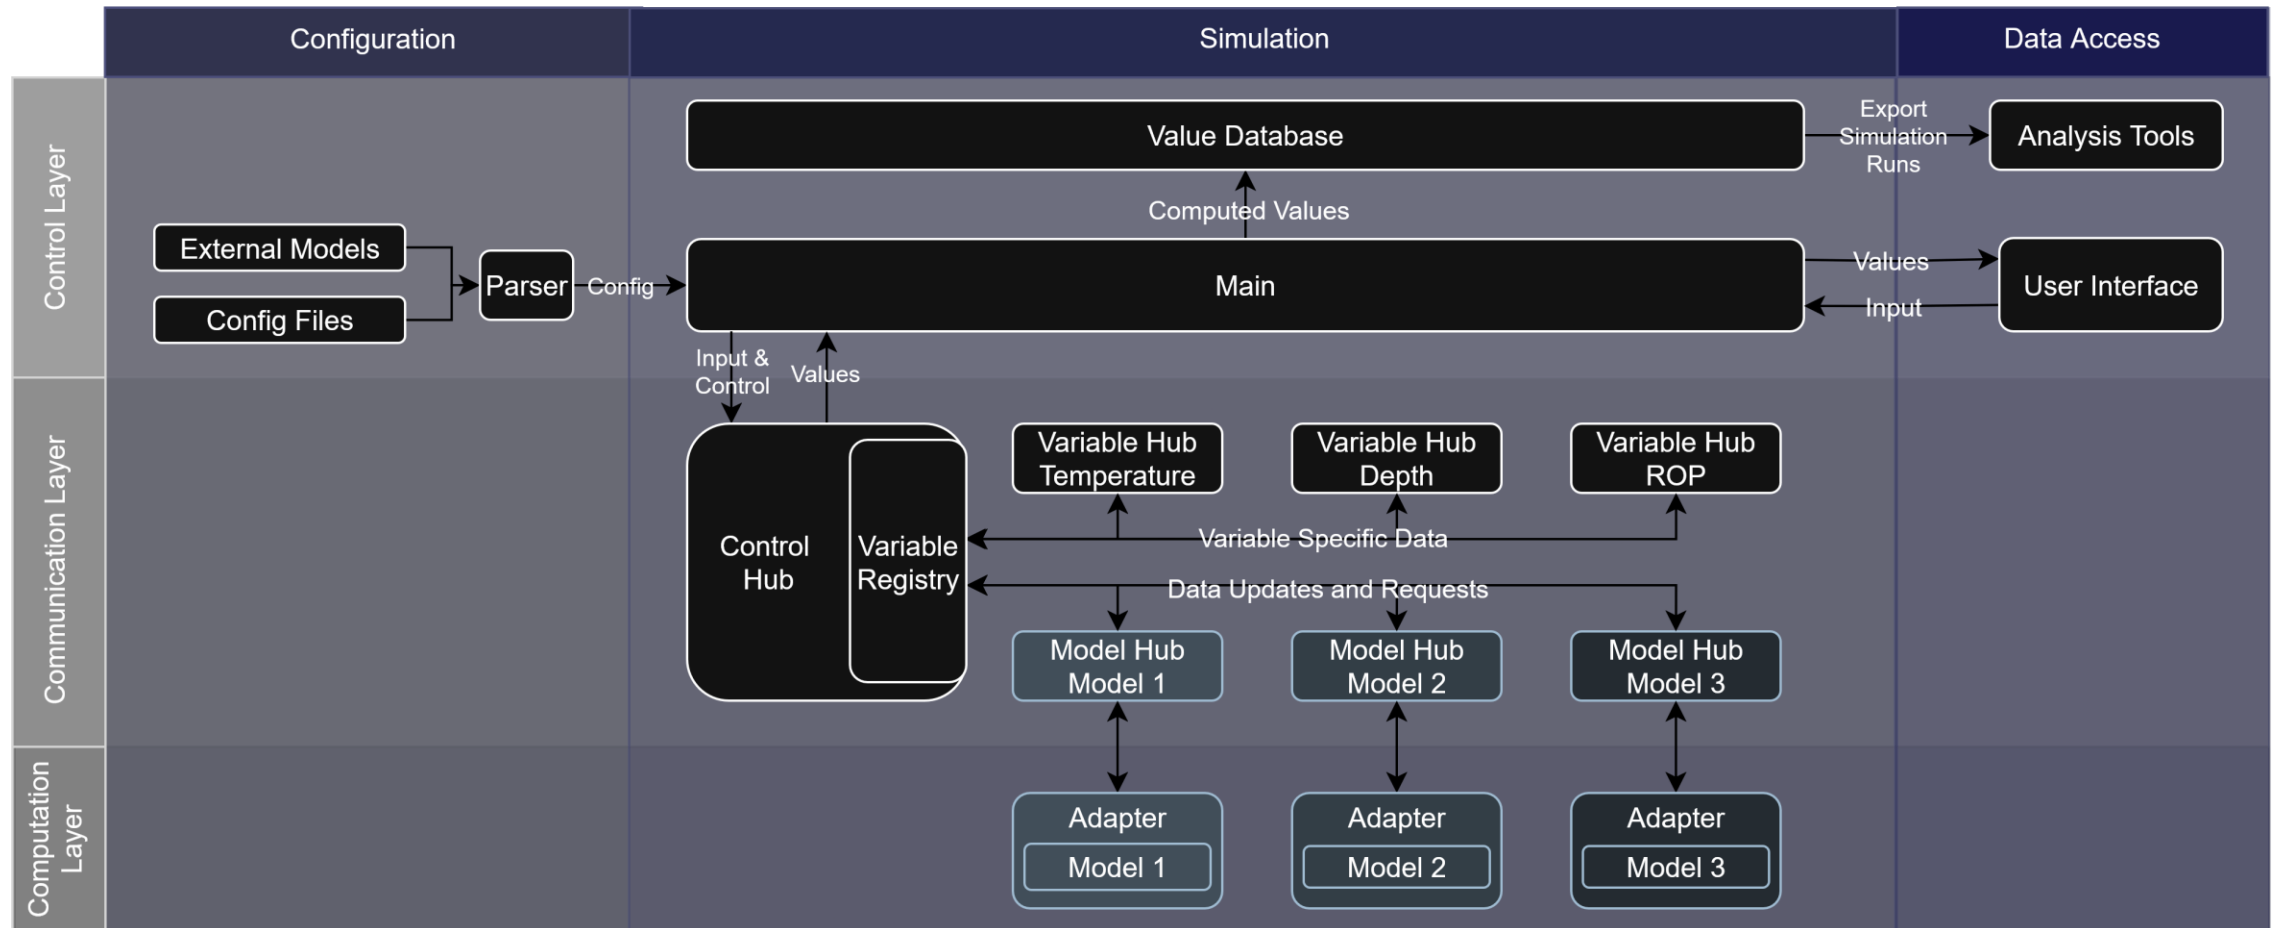 Configuration
Simulation
Data Access
Control Layer
Value Database
Export
Simulation
Runs
Analysis Tools
Computed Values
External Models
Config Files
Parser
Config
Main
Values
Input
User Interface
Input &
Control
Values
Communication Layer
Control
Hub
Variable
Registry
Variable Hub
Temperature
Variable Hub
Depth
Variable Hub
ROP
Variable Specific Data
Data Updates and Requests
Model Hub
Model 1
Model Hub
Model 2
Model Hub
Model 3
Computation
Layer
Adapter
Model 1
Adapter
Model 2
Adapter
Model 3